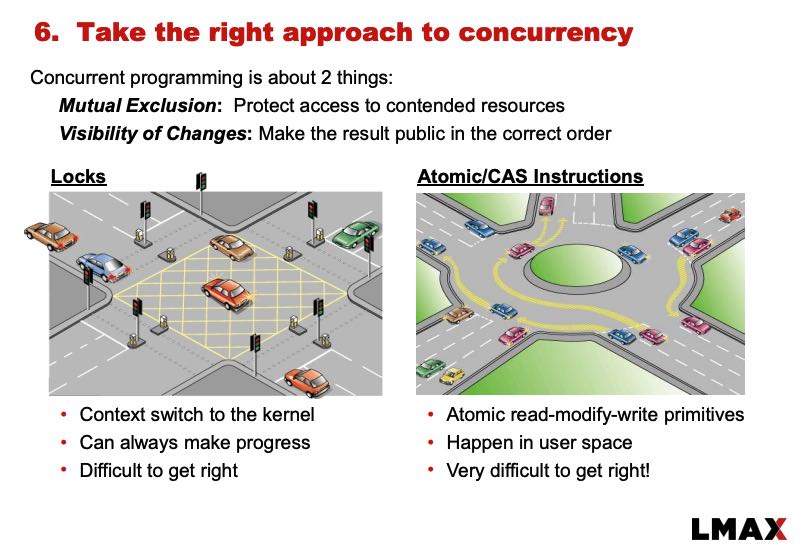 6. Take the right approach to concurrency
Concurrent programming is about 2 things:
Mutual Exclusion: Protect access to contended resources
Visibility of Changes: Make the result public in the correct order
Locks
• Context switch to the kernel
• Can always make progress
• Difficult to get right
Atomic/CAS Instructions
• Atomic read-modify-write primitives
• Happen in user space
• Very difficult to get right!
LMAX